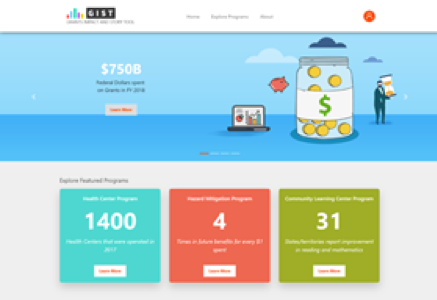 GIST
GRANTS IMPACT AND STORY TOOL
Home Explore Programs About
$750B
Federal Dollars spent
on Grants in FY 2018
Learn More
$
Explore Featured Programs
Health Center Program
1400
Health Centers that were operated in
2017
Learn More
Hazard Mitigation Program
4
Times in future benefits for every $1
spent
Learn More
Community Learning Center Program
31
States/territories report improvement
in reading and mathematics
Learn More